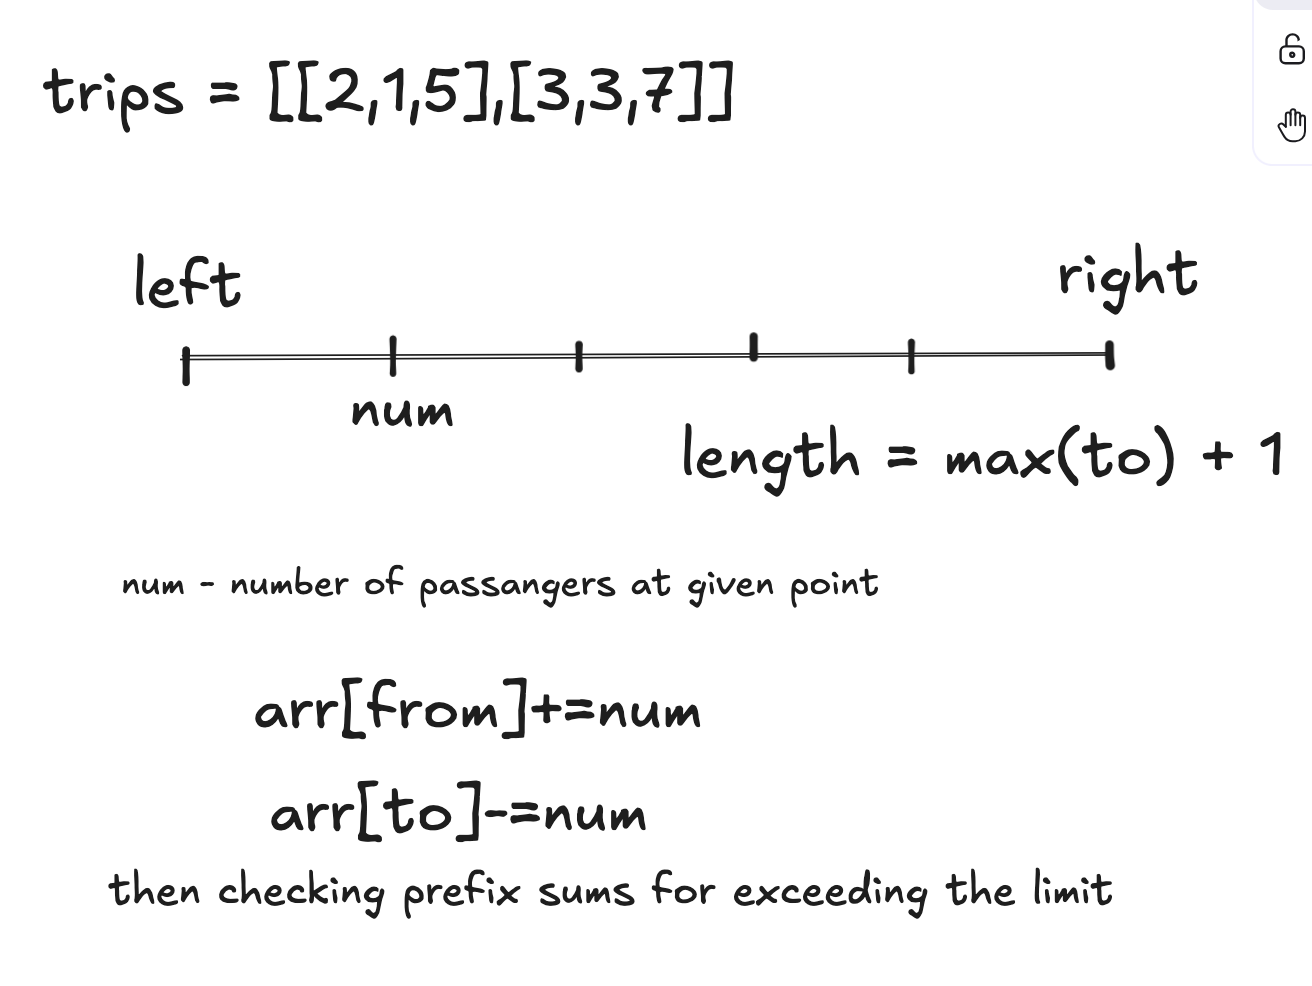 trips = [[2,1,5],[3,3,7]]
left
right
num
length = max(to) + 1
num - number of passangers at given point
arr[from]+=num
arr[to]-=num
then checking prefix sums for exceeding the limit